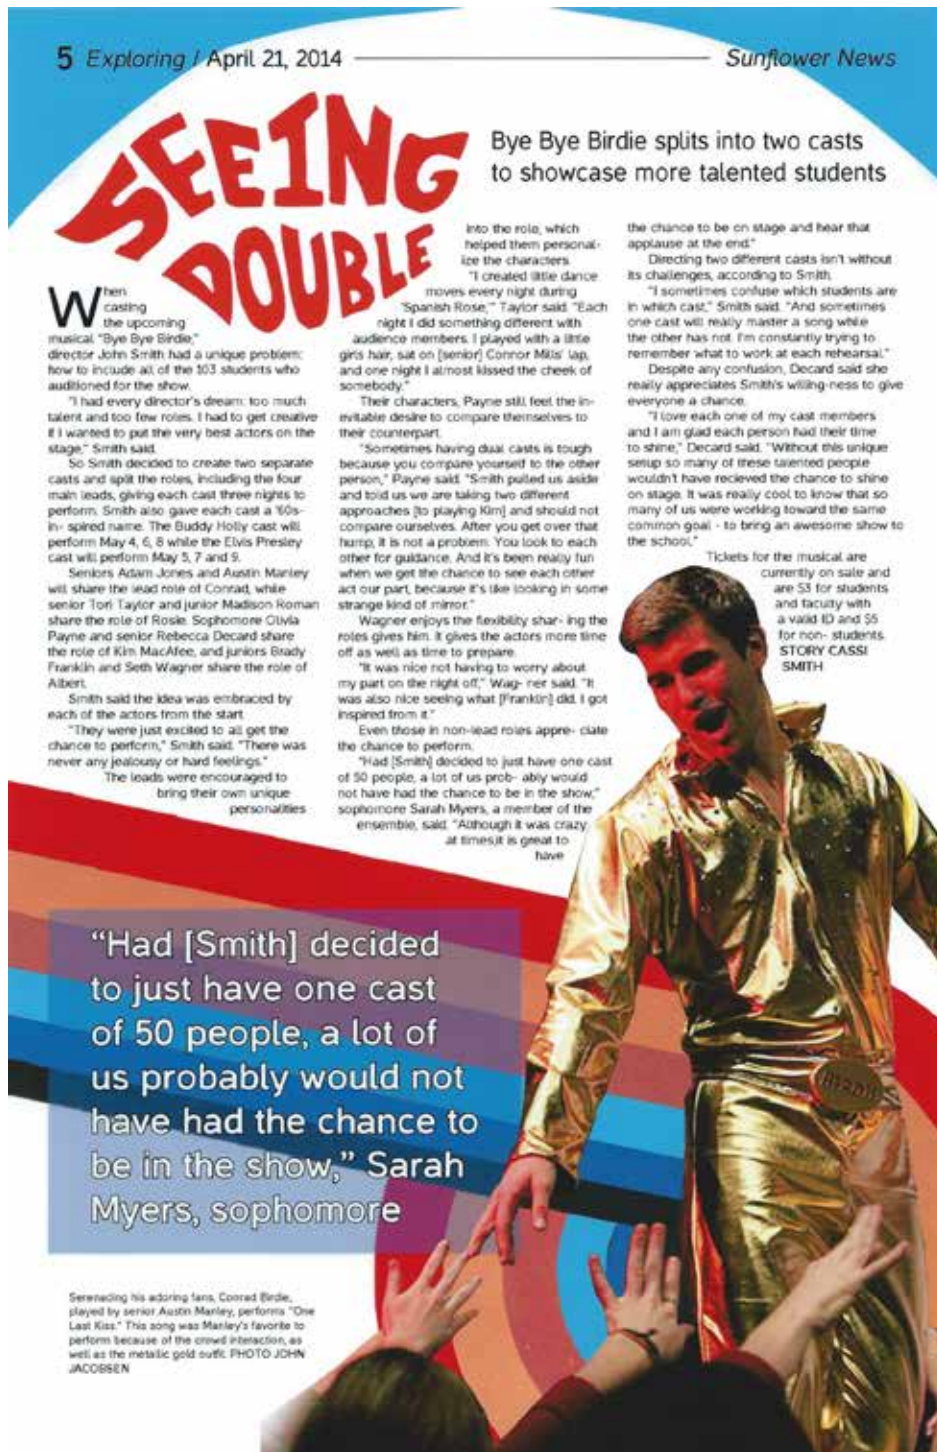 5 Exploring / April 21, 2014
Sunflower News
SEEING
DOUBLE
Bye Bye Birdie splits into two casts
to showcase more talented students
When
casting
the upcoming
musical "Bye Bye Birdie,"
director John Smith had a unique problem:
how to include all of the 103 students who
auditioned for the show.
"I had every director's dream: too much
talent and too few roles. I had to get creative
if I wanted to put the very best actors on the
stage," Smith said.
So Smith decided to create two separate
casts and split the roles, including the four
main leads, giving each cast three nights to
perform. Smith also gave each cast a '60s-
in- spired name. The Buddy Holly cast will
perform May 4, 6, 8 while the Elvis Presley
cast will perform May 5, 7 and 9.
Seniors Adam Jones and Austin Manley
will share the lead role of Conrad, while
senior Tori Taylor and junior Madison Roman
share the role of Rosie. Sophomore Olivia
Payne and senior Rebecca Decard share
the role of Kim MacAfee, and juniors Brady
Franklin and Seth Wagner share the role of
Albert.
Smith said the idea was embraced by
each of the actors from the start.
"They were just excited to all get the
chance to perform," Smith said. "There was
never any jealousy or hard feelings."
The leads were encouraged to
bring their own unique
personalities
into the role, which
helped them personal-
ize the characters.
"I created little dance
moves every night during
'Spanish Rose,'" Taylor said. "Each
night I did something different with
audience members. I played with a little
girls hair, sat on [senior] Connor Mills' lap,
and one night I almost kissed the cheek of
somebody."
Their characters, Payne still feel the in-
evitable desire to compare themselves to
their counterpart.
"Sometimes having dual casts is tough
because you compare yourself to the other
person," Payne said. "Smith pulled us aside
and told us we are taking two different
approaches [to playing Kim] and should not
compare ourselves. After you get over that
hump, it is not a problem. You look to each
other for guidance. And it's been really fun
when we get the chance to see each other
act our part, because it's like looking in some
strange kind of mirror."
Wagner enjoys the flexibility shar- ing the
roles gives him. It gives the actors more time
off as well as time to prepare.
"It was nice not having to worry about
my part on the night off," Wag- ner said. "It
was also nice seeing what [Franklin] did. I got
inspired from it."
Even those in non-lead roles appre- ciate
the chance to perform.
"Had [Smith] decided to just have one cast
of 50 people, a lot of us prob- ably would
not have had the chance to be in the show,"
sophomore Sarah Myers, a member of the
ensemble, said. "Although it was crazy
at times,it is great to
have
the chance to be on stage and hear that
applause at the end."
Directing two different casts isn't without
its challenges, according to Smith.
"I sometimes confuse which students are
in which cast," Smith said. "And sometimes
one cast will really master a song while
the other has not. I'm constantly trying to
remember what to work at each rehearsal."
Despite any confusion, Decard said she
really appreciates Smith's willing-ness to give
everyone a chance.
"I love each one of my cast members
and I am glad each person had their time
to shine," Decard said. "Without this unique
setup so many of these talented people
wouldn't have recieved the chance to shine
on stage. It was really cool to know that so
many of us were working toward the same
common goal - to bring an awesome show to
the school."
Tickets for the musical are
currently on sale and
are $3 for students
and faculty with
a valid ID and $5
for non- students.
STORY CASSI
SMITH
"Had [Smith] decided
to just have one cast
of 50 people, a lot of
us probably would not
have had the chance to
be in the show," Sarah
Myers, sophomore
Serenading his adoring fans, Conrad Birdie,
played by senior Austin Manley, performs "One
Last Kiss." This song was Manley's favorite to
perform because of the crowd interaction, as
well as the metallic gold outfit. PHOTO JOHN
JACOBSEN